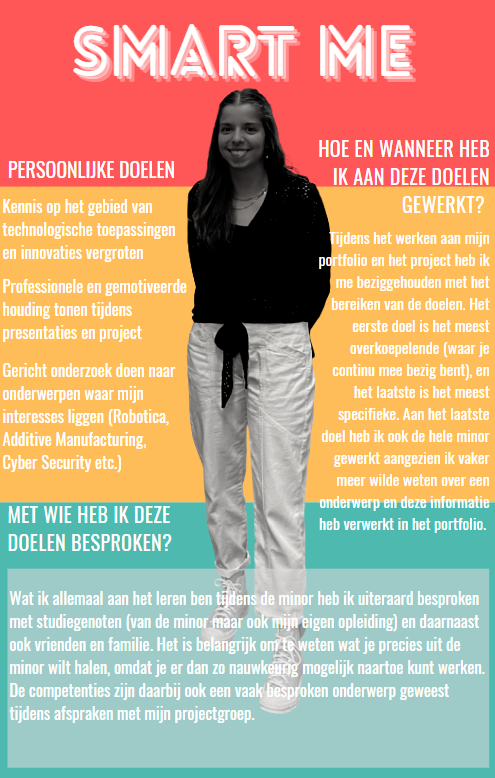 SMART ME
PERSOONLIJKE DOELEN
Kennis op het gebied van
technologische toepassingen
en innovaties vergroten
Professionele en gemotiveerde
houding tonen tijdens
presentaties en project
Gericht onderzoek doen naar
onderwerpen waar mijn
interesses liggen (Robotica,
Additive Manufacturing,
Cyber Security etc.)
HOE EN WANNEER HEB
IK AAN DEZE DOELEN
GEWERKT?
Tijdens het werken aan mijn
portfolio en het project heb ik
me beziggehouden met het
bereiken van de doelen. Het
eerste doel is het meest
overkoepelende (waar je
continu mee bezig bent), en
het laatste is het meest
specifieke. Aan het laatste
doel heb ik ook de hele minor
gewerkt aangezien ik vaker
meer wilde weten over een
onderwerp en deze informatie
heb verwerkt in het portfolio.
MET WIE HEB IK DEZE
DOELEN BESPROKEN?
Wat ik allemaal aan het leren ben tijdens de minor heb ik uiteraard besproken
met studiegenoten (van de minor maar ook mijn eigen opleiding) en daarnaast
ook vrienden en familie. Het is belangrijk om te weten wat je precies uit de
minor wilt halen, omdat je er dan zo nauwkeurig mogelijk naartoe kunt werken.
De competenties zijn daarbij ook een vaak besproken onderwerp geweest
tijdens afspraken met mijn projectgroep.